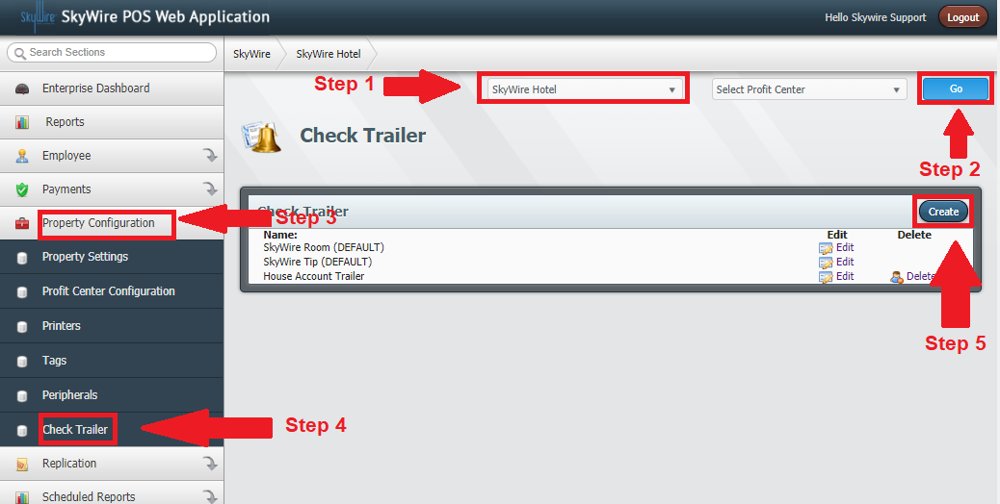 SkyWire SkyWire POS Web Application
Hello Skywire Support Logout
Search Sections
SkyWire SkyWire Hotel
Step 1 SkyWire Hotel Select Profit Center Go
Enterprise Dashboard
Reports
Check Trailer
Employee
Step 2
Payments
Property Configuration
Step 3
Check Trailer Create
Name: Edit Delete
SkyWire Room (DEFAULT) Edit
SkyWire Tip (DEFAULT) Edit
House Account Trailer Edit Delete
Property Settings
Profit Center Configuration
Printers
Step 5
Tags
Peripherals
Check Trailer
Step 4
Replication
Scheduled Reports